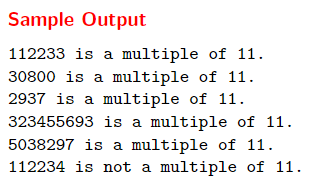 Sample Output
112233 is a multiple of 11.
30800 is a multiple of 11.
2937 is a multiple of 11.
323455693 is a multiple of 11.
5038297 is a multiple of 11.
112234 is not a multiple of 11.